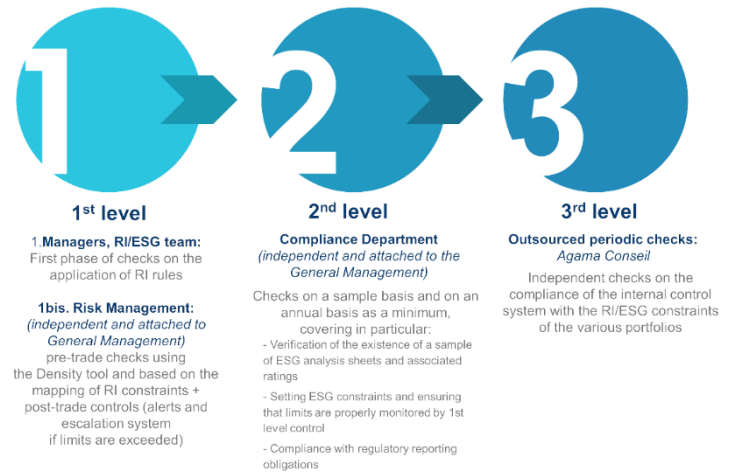 1
2
3
1st level
1.Managers, RI/ESG team:
First phase of checks on the
application of RI rules
1bis. Risk Management:
(independent and attached to
General Management)
pre-trade checks using
the Density tool and based on the
mapping of RI constraints +
post-trade controls (alerts and
escalation system
if limits are exceeded)
2nd level
Compliance Department
(independent and attached to the
General Management)
Checks on a sample basis and on an
annual basis as a minimum,
covering in particular:
- Verification of the existence of a sample
of ESG analysis sheets and associated
ratings
- Setting ESG constraints and ensuring
that limits are properly monitored by 1st
level control
- Compliance with regulatory reporting
obligations
3rd level
Outsourced periodic checks:
Agama Conseil
Independent checks on the
compliance of the internal control
system with the RI/ESG constraints
of the various portfolios